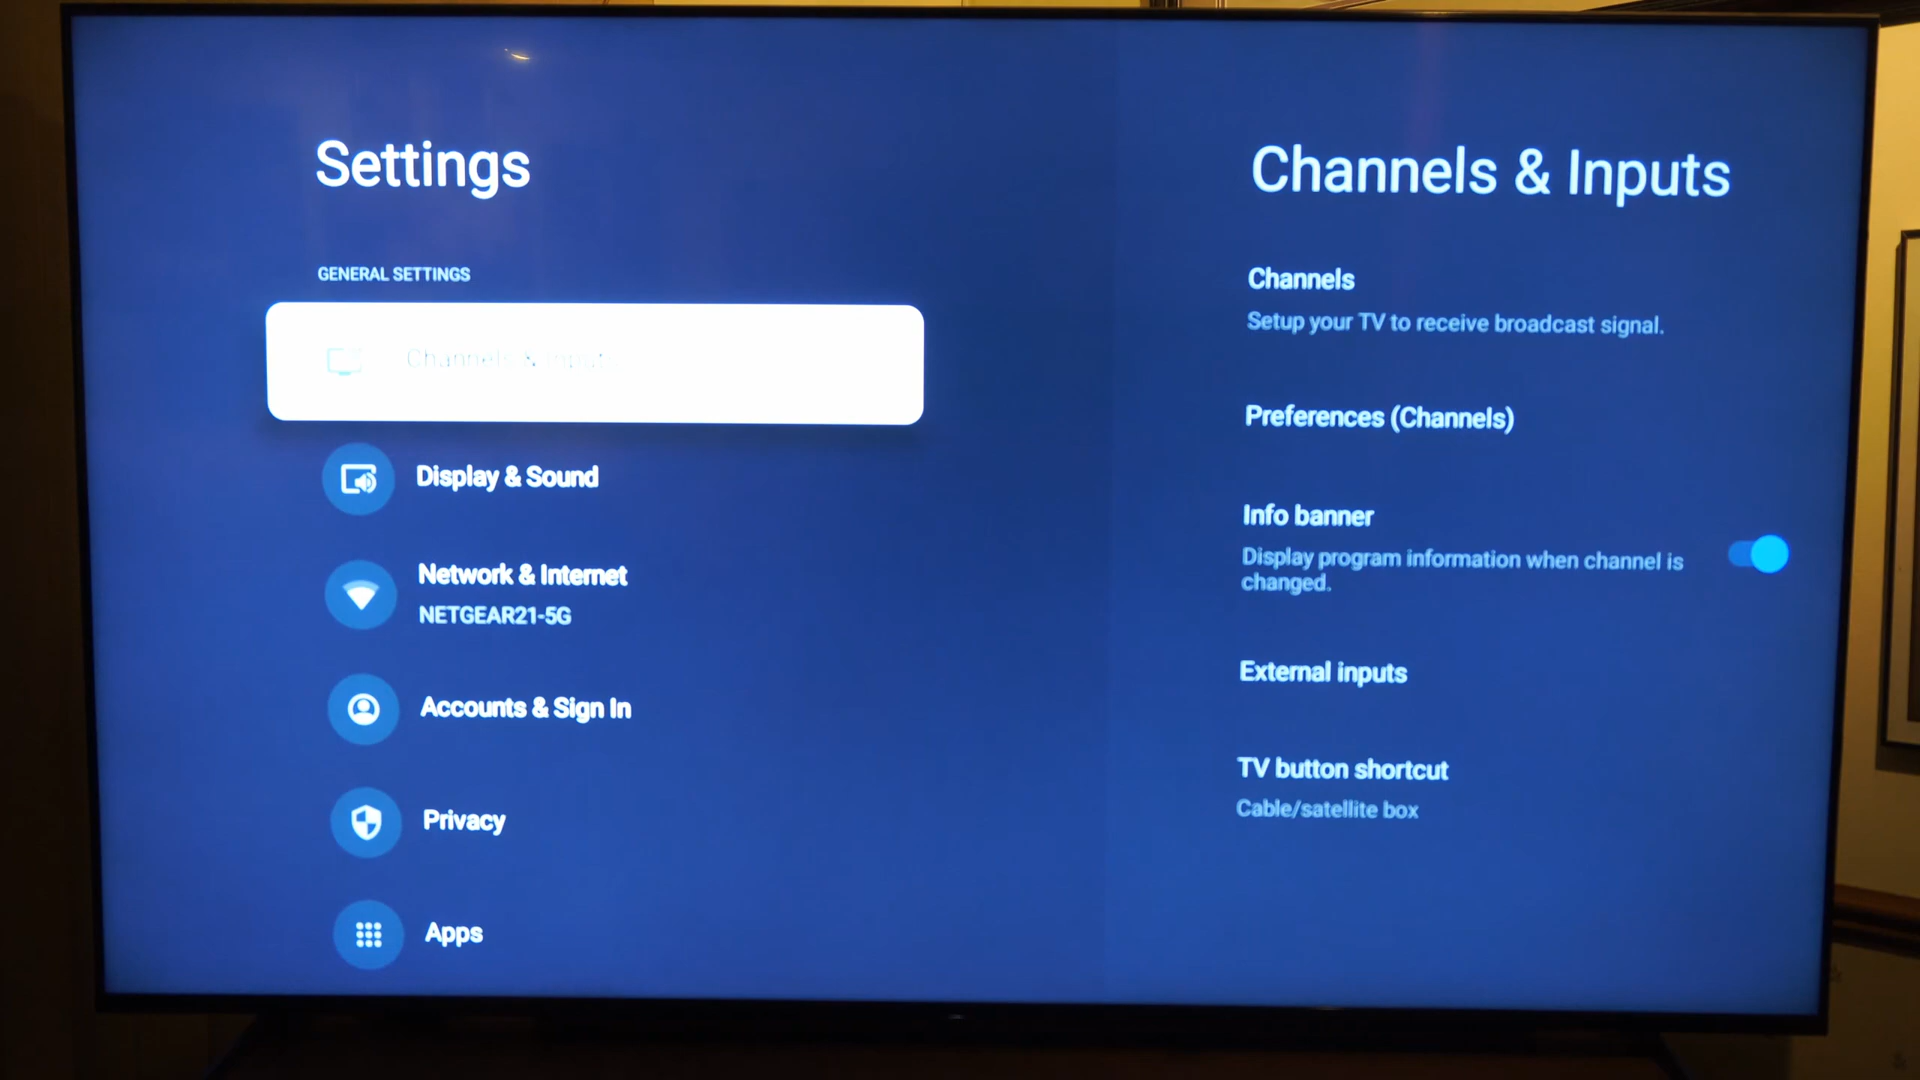 Settings
GENERAL SETTINGS
Channels & Inputs
Display & Sound
Network & Internet
NETGEAR21-5G
Accounts & Sign In
Privacy
Apps
Channels & Inputs
Channels
Setup your TV to receive broadcast signal.
Preferences (Channels)
Info banner
Display program information when channel is
changed.
External inputs
TV button shortcut
Cable/satellite box